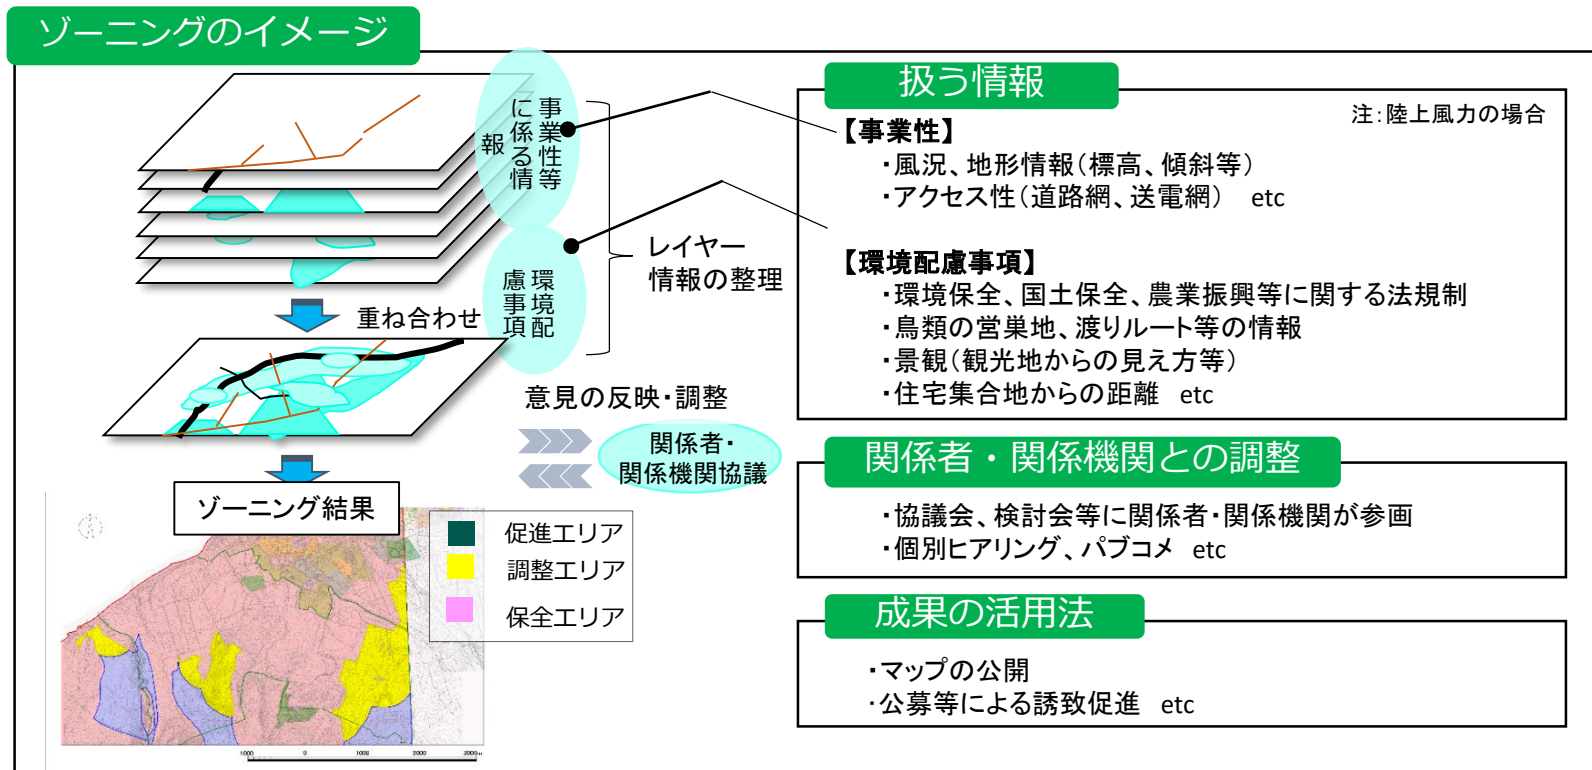 ゾーニングのイメージ
事業性等
に係る情
報
環境配
慮事項
レイヤー
情報の整理
重ね合わせ
意見の反映・調整
関係者・
関係機関協議
ゾーニング結果
促進エリア
調整エリア
保全エリア
1000 0 1000 2000 3000m
扱う情報
注:陸上風力の場合
【事業性】
・風況、地形情報(標高、傾斜等)
・アクセス性(道路網、送電網) etc
【環境配慮事項】
・環境保全、国土保全、農業振興等に関する法規制
・鳥類の営巣地、渡りルート等の情報
・景観(観光地からの見え方等)
・住宅集合地からの距離 etc
関係者・関係機関との調整
・協議会、検討会等に関係者・関係機関が参画
・個別ヒアリング、パブコメ etc
成果の活用法
・マップの公開
・公募等による誘致促進 etc